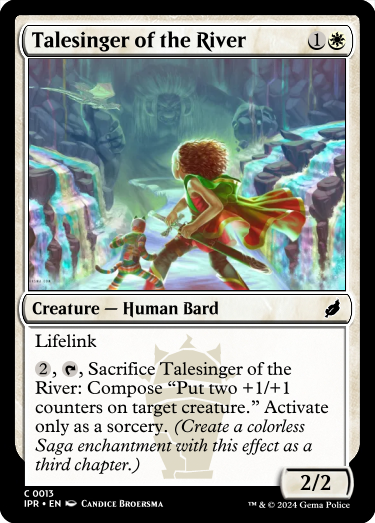 Talesinger of the River 1
Creature — Human Bard
Lifelink
2, , Sacrifice Talesinger of the
River: Compose “Put two +1/+1
counters on target creature.” Activate
only as a sorcery. (Create a colorless
Saga enchantment with this effect as a
third chapter.)
2/2
C 0013
IPR • EN Candice Broersma
™ & © 2024 Gema Police